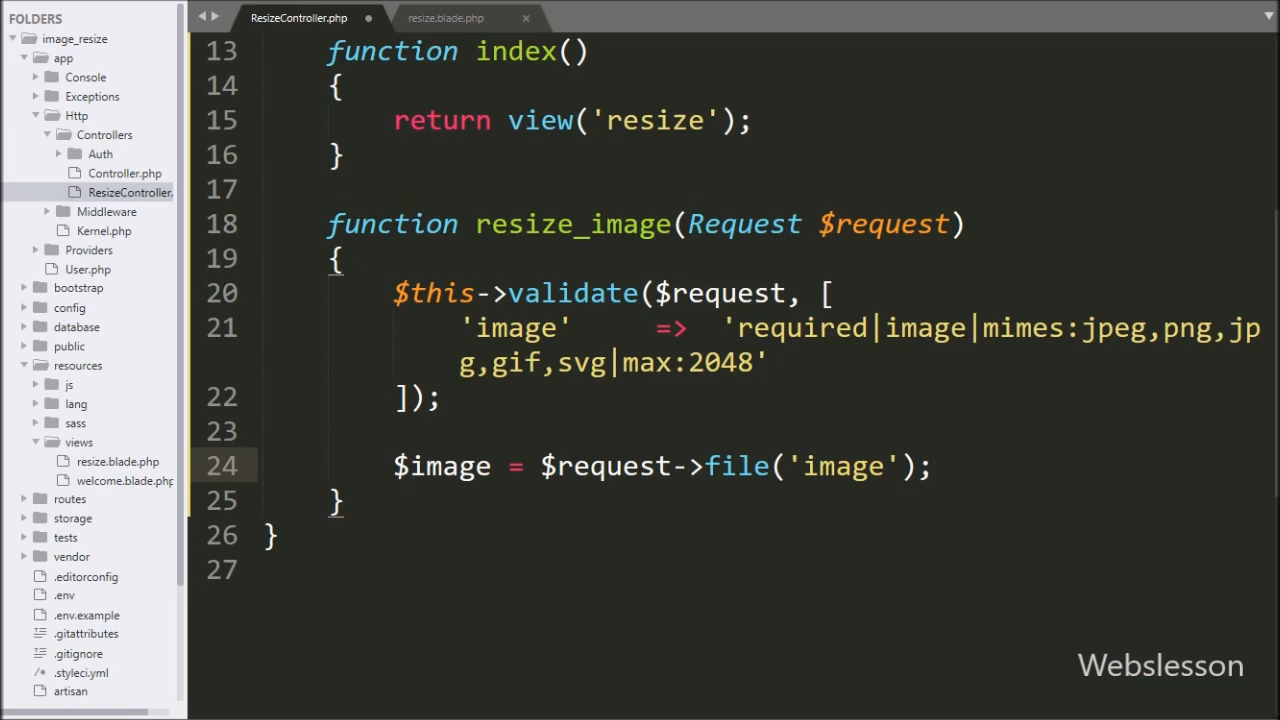 FOLDERS
image_resize
app
Console
Exceptions
Http
Controllers
Auth
Controller.php
ResizeController.
Middleware
Kernel.php
Providers
User.php
bootstrap
config
database
public
resources
js
lang
sass
views
resize.blade.php
welcome.blade.php
routes
storage
tests
vendor
.editorconfig
.env
.env.example
.gitattributes
.gitignore
.styleci.yml
artisan
ResizeController.php
resize.blade.php
13 function index()
14 {
15 return view('resize');
16 }
17
18 function resize_image(Request $request)
19 {
20 $this->validate($request, [
21 'image' => 'required|image|mimes:jpeg,png,jp
g,gif,svg|max:2048'
22 ]);
23
24 $image = $request->file('image');
25 }
26 }
27
Webslesson